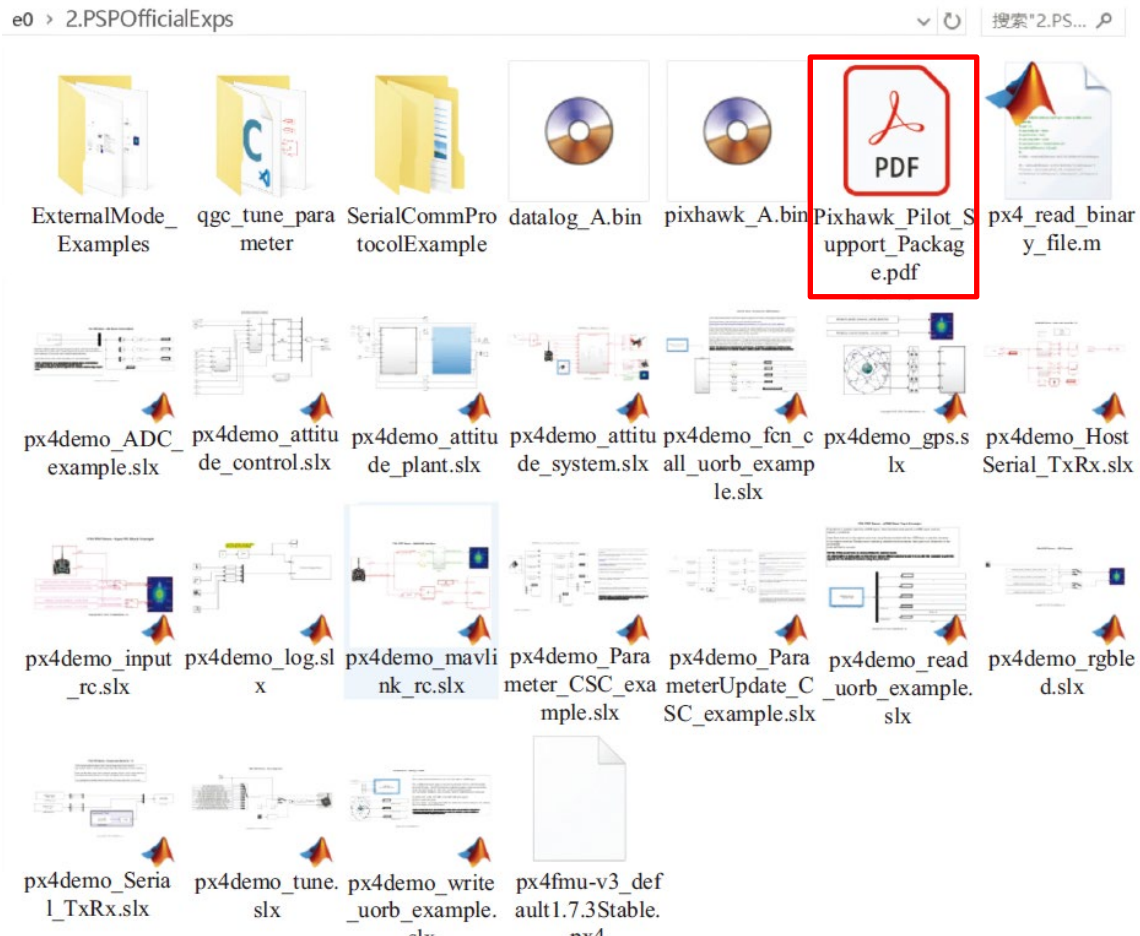 e0 › 2.PSPOfficialExps
搜索"2.PS...
PDF
ExternalMode_
Examples
qgc_tune_para
meter
SerialCommPro
tocolExample
datalog_A.bin
pixhawk_A.bin
Pixhawk_Pilot_S
upport_Packag
e.pdf
px4_read_binar
y_file.m
px4demo_ADC_
example.slx
px4demo_attitu
de_control.slx
px4demo_attitu
de_plant.slx
px4demo_attitu
de_system.slx
px4demo_fcn_c
all_uorb_examp
le.slx
px4demo_gps.s
lx
px4demo_Host
Serial_TxRx.slx
px4demo_input
_rc.slx
px4demo_log.sl
x
px4demo_mavli
nk_rc.slx
px4demo_Para
meter_CSC_exa
mple.slx
px4demo_Para
meterUpdate_C
SC_example.slx
px4demo_read
_uorb_example.
slx
px4demo_rgble
d.slx
px4demo_Seria
l_TxRx.slx
px4demo_tune.
slx
px4demo_write
_uorb_example.
slx
px4fmu-v3_def
ault1.7.3Stable.
px4